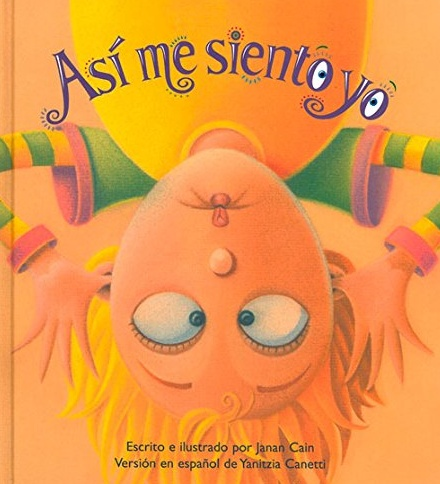 Así me siento yo
Escrito e ilustrado por Janan Cain
Versión en español de Yanitzia Canetti